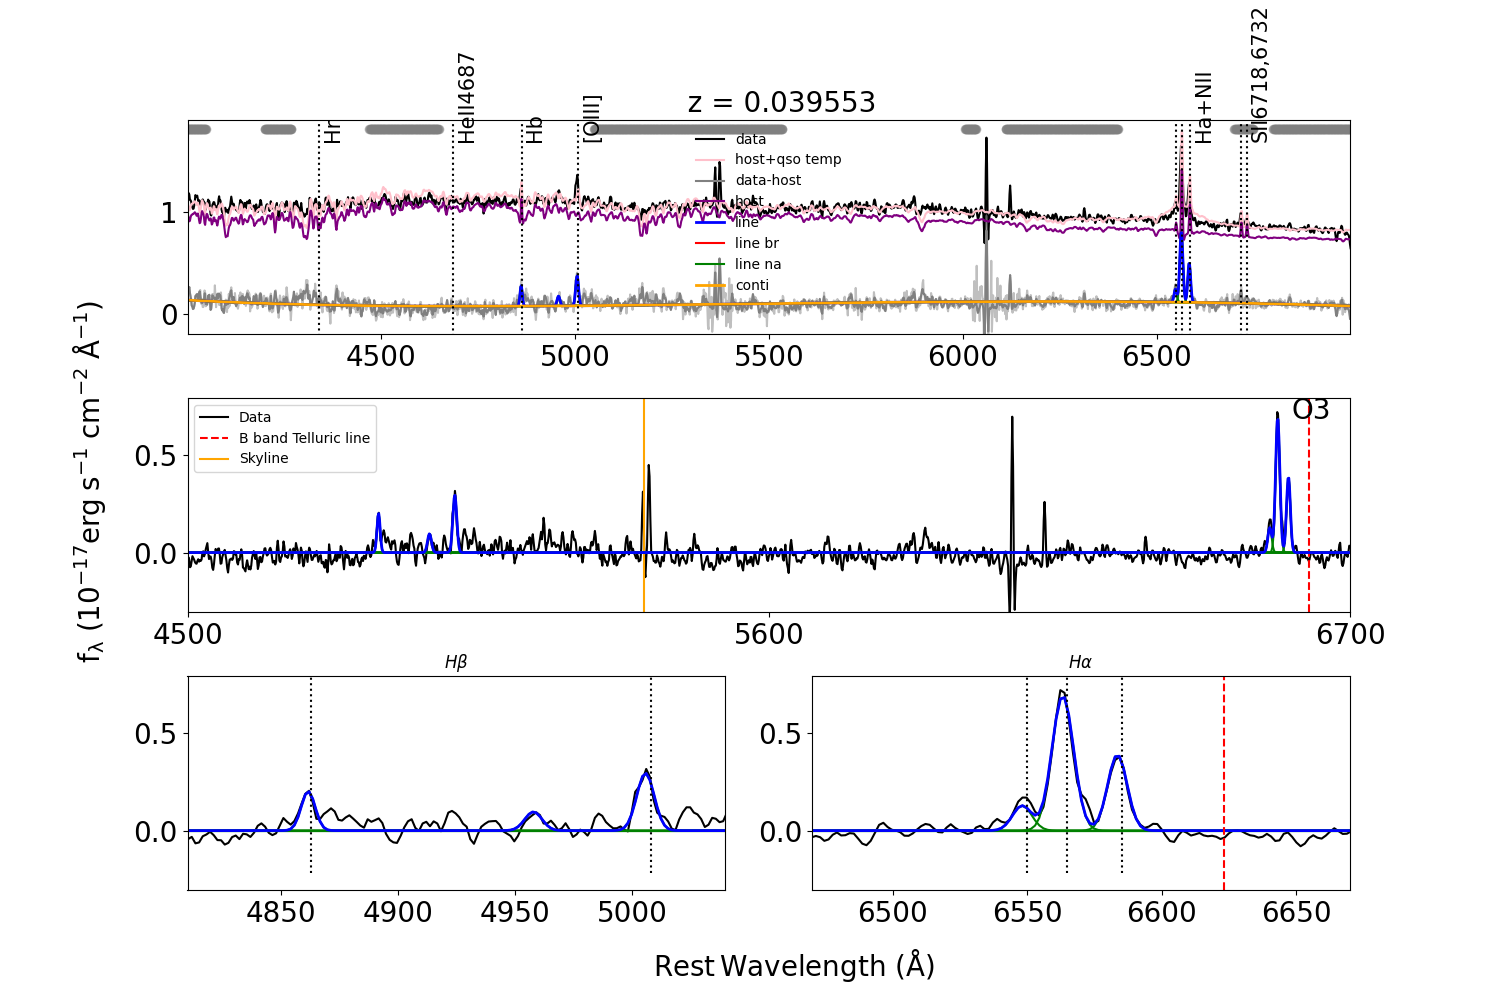 z = 0.039553
Hr
HeII4687
Hb
[OIII]
Ha+NII
SII6718,6732
data
host+qso temp
data-host
host
line
line br
line na
conti
1
0
4500
5000
5500
6000
6500
Data
B band Telluric line
Skyline
O3
0.5
0.0
4500
5600
6700
fλ (10−17erg s−1 cm−2 Å−1)
Hβ
0.5
0.0
4850
4900
4950
5000
Hα
0.5
0.0
6500
6550
6600
6650
Rest Wavelength (Å)